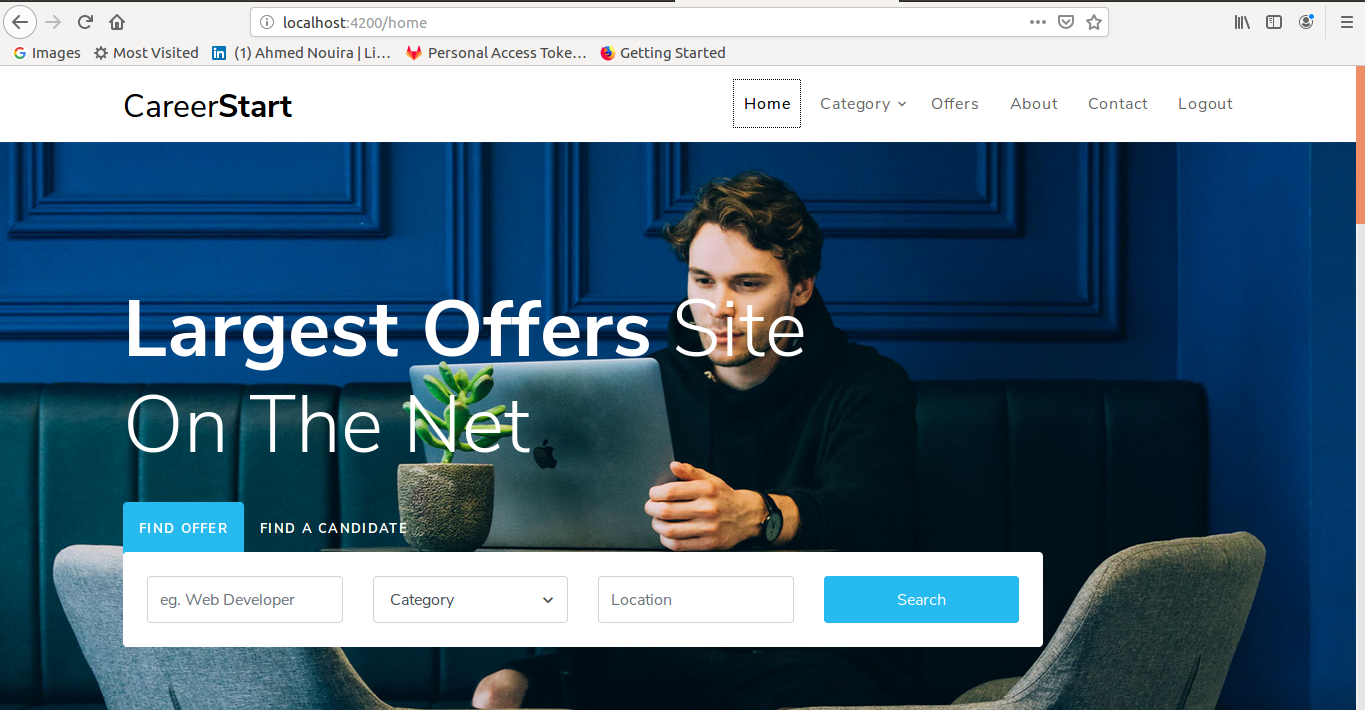 localhost:4200/home
Images Most Visited (1) Ahmed Nouira | Li… Personal Access Toke… Getting Started
CareerStart Home Category Offers About Contact Logout
Largest Offers Site
On The Net
FIND OFFER FIND A CANDIDATE
eg. Web Developer Category Location Search